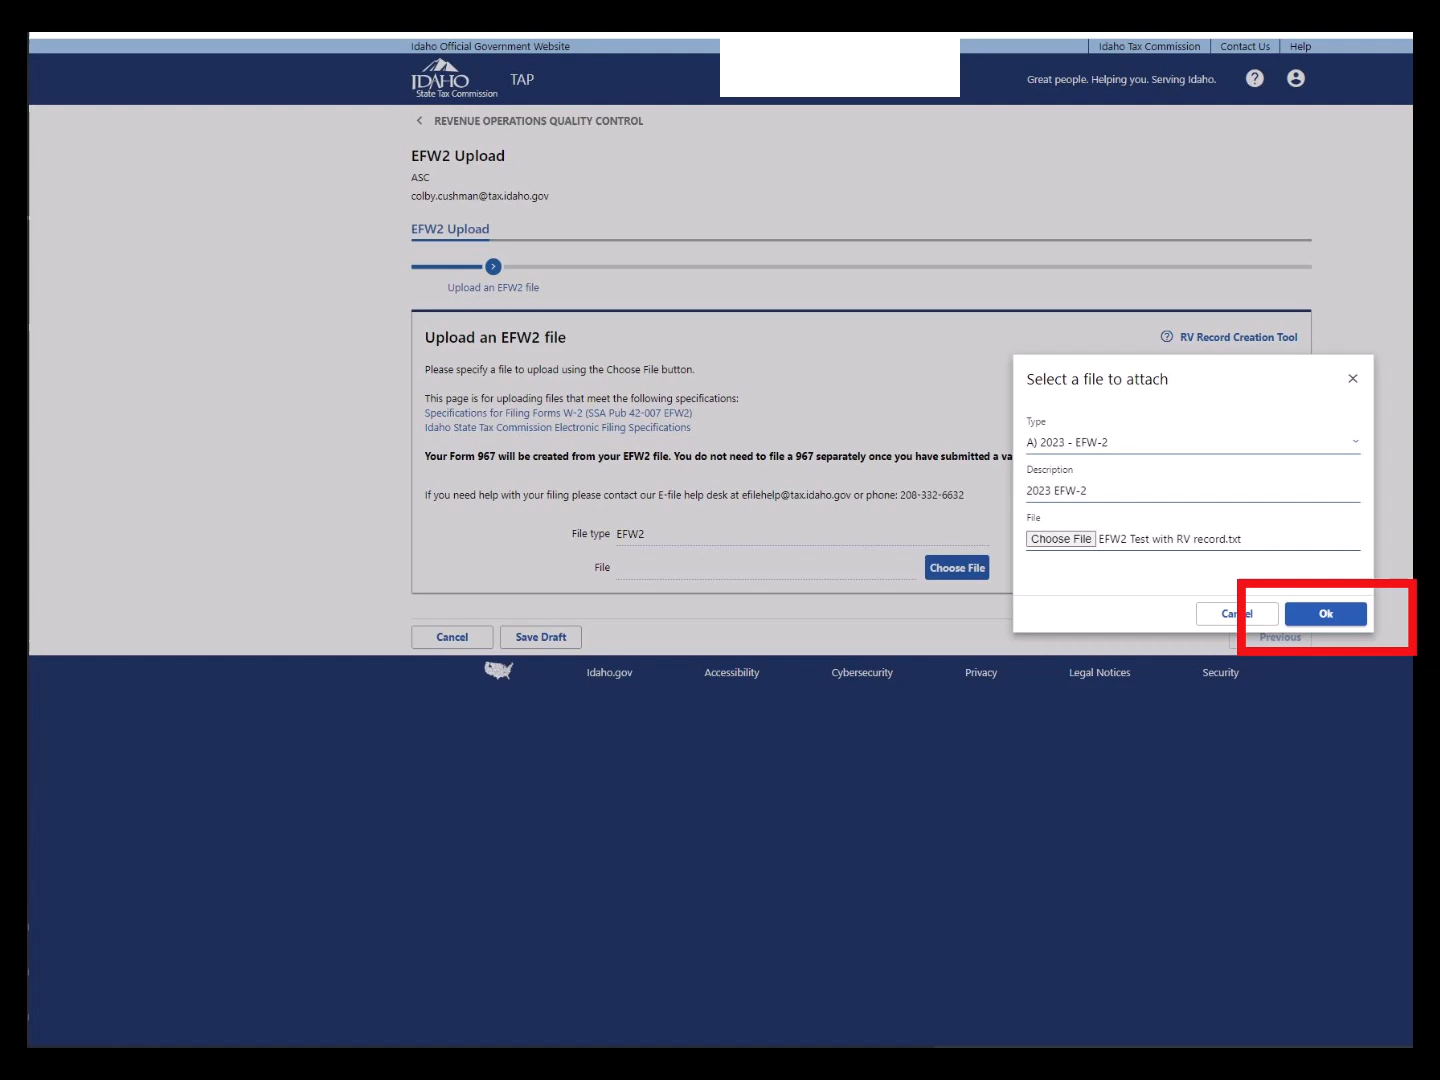 Idaho Official Government Website
Idaho Tax Commission
Contact Us
Help
IDAHO
State Tax Commission
TAP
Great people. Helping you. Serving Idaho.
REVENUE OPERATIONS QUALITY CONTROL
EFW2 Upload
ASC
colby.cushman@tax.idaho.gov
EFW2 Upload
Upload an EFW2 file
Upload an EFW2 file
RV Record Creation Tool
Please specify a file to upload using the Choose File button.
This page is for uploading files that meet the following specifications:
Specifications for Filing Forms W-2 (SSA Pub 42-007 EFW2)
Idaho State Tax Commission Electronic Filing Specifications
Your Form 967 will be created from your EFW2 file. You do not need to file a 967 separately once you have submitted a va
If you need help with your filing please contact our E-file help desk at efilehelp@tax.idaho.gov or phone: 208-332-6632
File type EFW2
File
Choose File
Select a file to attach
Type
A) 2023 - EFW-2
Description
2023 EFW-2
File
Choose File EFW2 Test with RV record.txt
Cancel
Ok
Cancel
Save Draft
Previous
Idaho.gov
Accessibility
Cybersecurity
Privacy
Legal Notices
Security